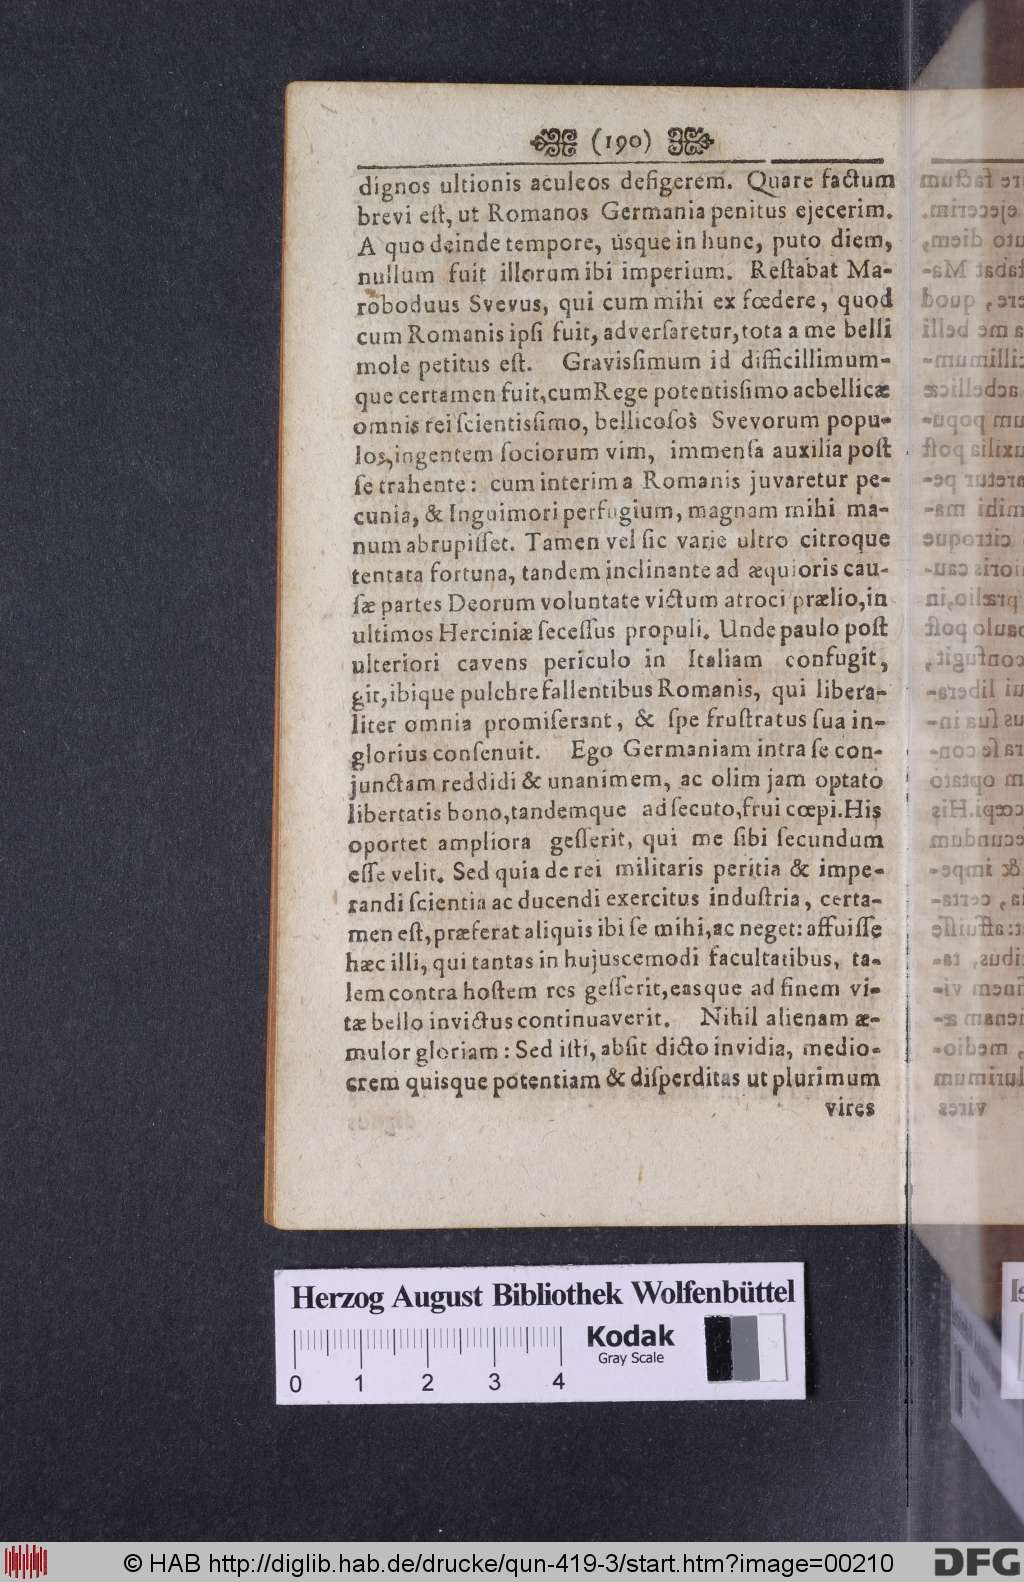 (190)
dignos ultionis aculeos defigerem. Quare factum
brevi eſt, ut Romanos Germania penitus ejecerim.
A quo deinde tempore, usque in hunc, puto diem,
nullum fuit illorum ibi imperium. Reſtabat Ma-
roboduus Svevus, qui cum mihi ex fœdere, quod
cum Romanis ipſi fuit, adverſaretur, tota a me belli
mole petitus eſt. Graviſſimum id difficillimum-
que certamen fuit, cum Rege potentiſſimo ac bellicæ
omnis rei ſcientiſſimo, bellicoſos Svevorum popu-
los, ingentem ſociorum vim, immenſa auxilia poſt
ſe trahente: cum interim a Romanis juvaretur pe-
cunia, & Inguimori perfugium, magnam mihi ma-
num abrupiſſet. Tamen vel ſic varie ultro citroque
tentata fortuna, tandem inclinante ad æquioris cau-
ſæ partes Deorum voluntate victum atroci prælio, in
ultimos Herciniæ ſeceſſus propuli. Unde paulo poſt
ulteriori cavens periculo in Italiam confugit,
git, ibique pulchre fallentibus Romanis, qui libera-
liter omnia promiſerant, & ſpe fruſtratus ſua in-
glorius conſenuit. Ego Germaniam intra ſe con-
junctam reddidi & unanimem, ac olim jam optato
libertatis bono, tandemque ad ſecuto, frui cœpi. His
oportet ampliora geſſerit, qui me ſibi ſecundum
eſſe velit. Sed quia de rei militaris peritia & impe-
randi ſcientia ac ducendi exercitus induſtria, certa-
men eſt, præferat aliquis ibi ſe mihi, ac neget: affuiſſe
hæc illi, qui tantas in hujuscemodi facultatibus, ta-
lem contra hoſtem res geſſerit, easque ad finem vi-
tæ bello invictus continuaverit. Nihil alienam æ-
mulor gloriam: Sed iſti, abſit dicto invidia, medio-
crem quisque potentiam & diſperditas ut plurimum
vires
Herzog August Bibliothek Wolfenbüttel
Kodak
Gray Scale
0 1 2 3 4
© HAB http://diglib.hab.de/drucke/qun-419-3/start.htm?image=00210
DFG